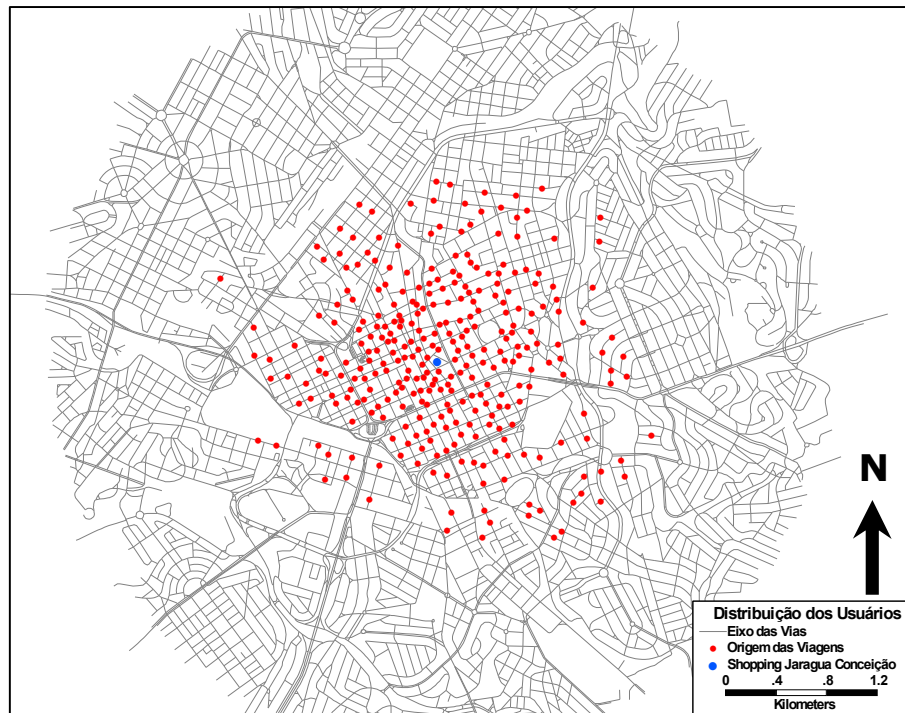 N
Distribuição dos Usuários
Eixo das Vias
Origem das Viagens
Shopping Jaragua Conceição
0 .4 .8 1.2
Kilometers